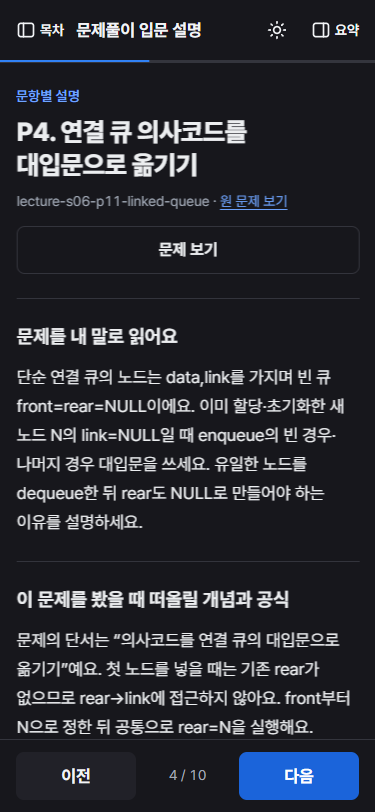 목차 문제풀이 입문 설명 요약
문항별 설명
P4. 연결 큐 의사코드를
대입문으로 옮기기
lecture-s06-p11-linked-queue · 원 문제 보기
문제 보기
문제를 내 말로 읽어요
단순 연결 큐의 노드는 data,link를 가지며 빈 큐
front=rear=NULL이에요. 이미 할당·초기화한 새
노드 N의 link=NULL일 때 enqueue의 빈 경우·
나머지 경우 대입문을 쓰세요. 유일한 노드를
dequeue한 뒤 rear도 NULL로 만들어야 하는
이유를 설명하세요.
이 문제를 봤을 때 떠올릴 개념과 공식
문제의 단서는 “의사코드를 연결 큐의 대입문으로
옮기기”예요. 첫 노드를 넣을 때는 기존 rear가
없으므로 rear→link에 접근하지 않아요. front부터
N으로 정한 뒤 공통으로 rear=N을 실행해요.
이전 4 / 10 다음